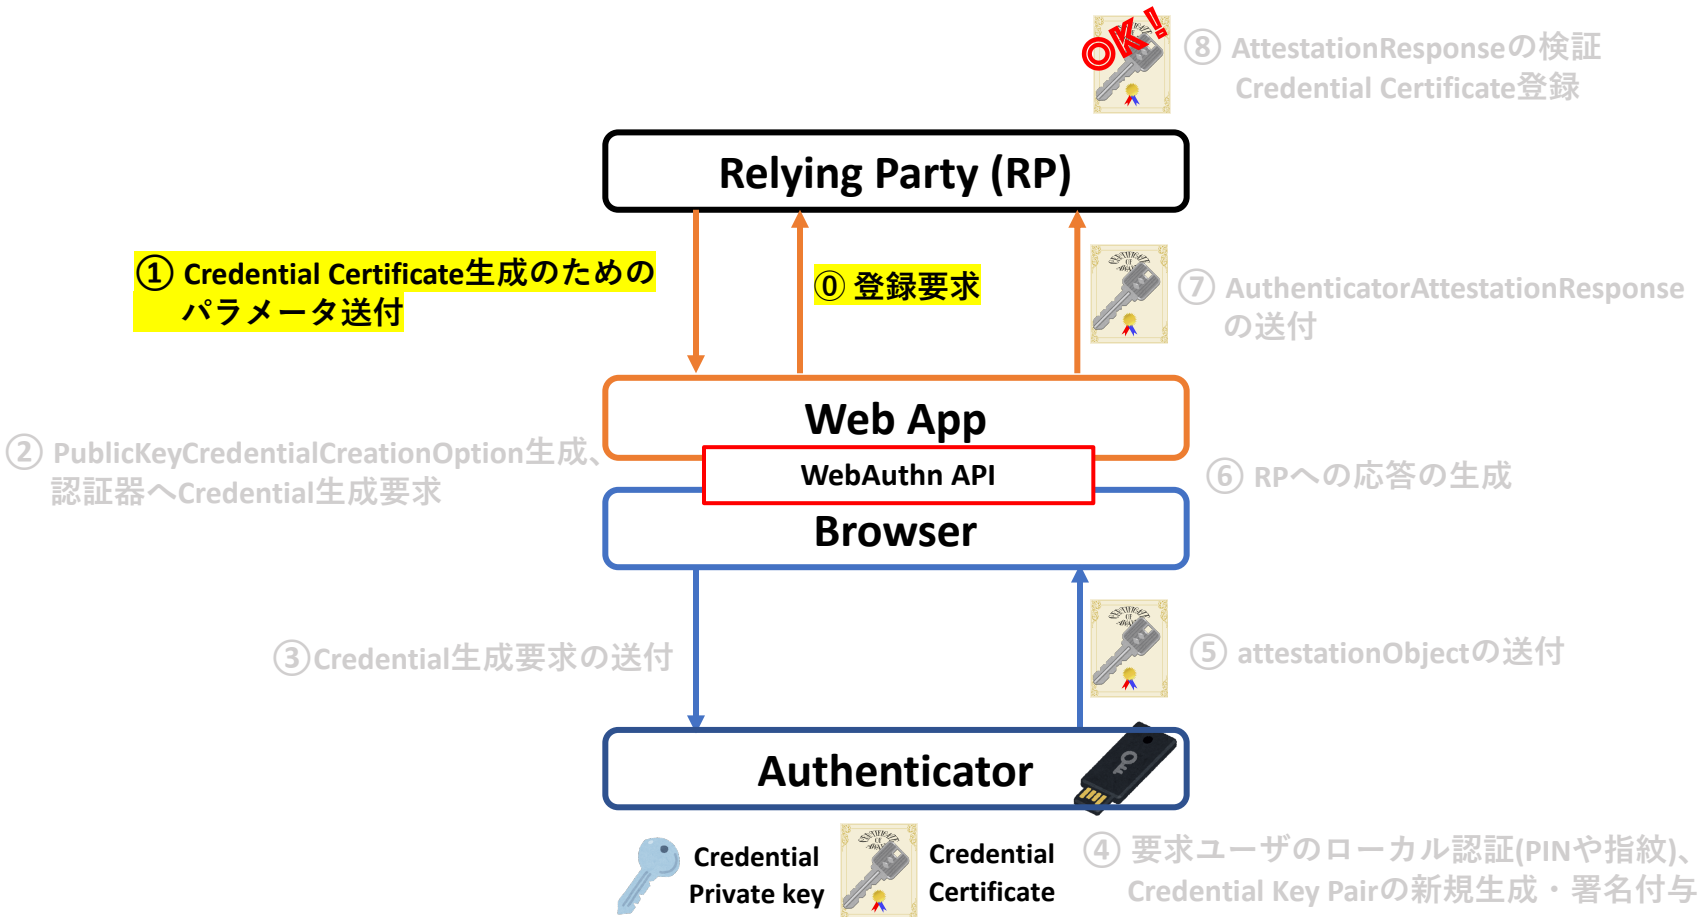 OK!
⑧ AttestationResponseの検証
Credential Certificate登録
Relying Party (RP)
① Credential Certificate生成のための
パラメータ送付
⓪ 登録要求
⑦ AuthenticatorAttestationResponse
の送付
Web App
② PublicKeyCredentialCreationOption生成、
認証器へCredential生成要求
WebAuthn API
⑥ RPへの応答の生成
Browser
③Credential生成要求の送付
⑤ attestationObjectの送付
Authenticator
Credential
Private key
Credential
Certificate
④ 要求ユーザのローカル認証(PINや指紋)、
Credential Key Pairの新規生成・署名付与